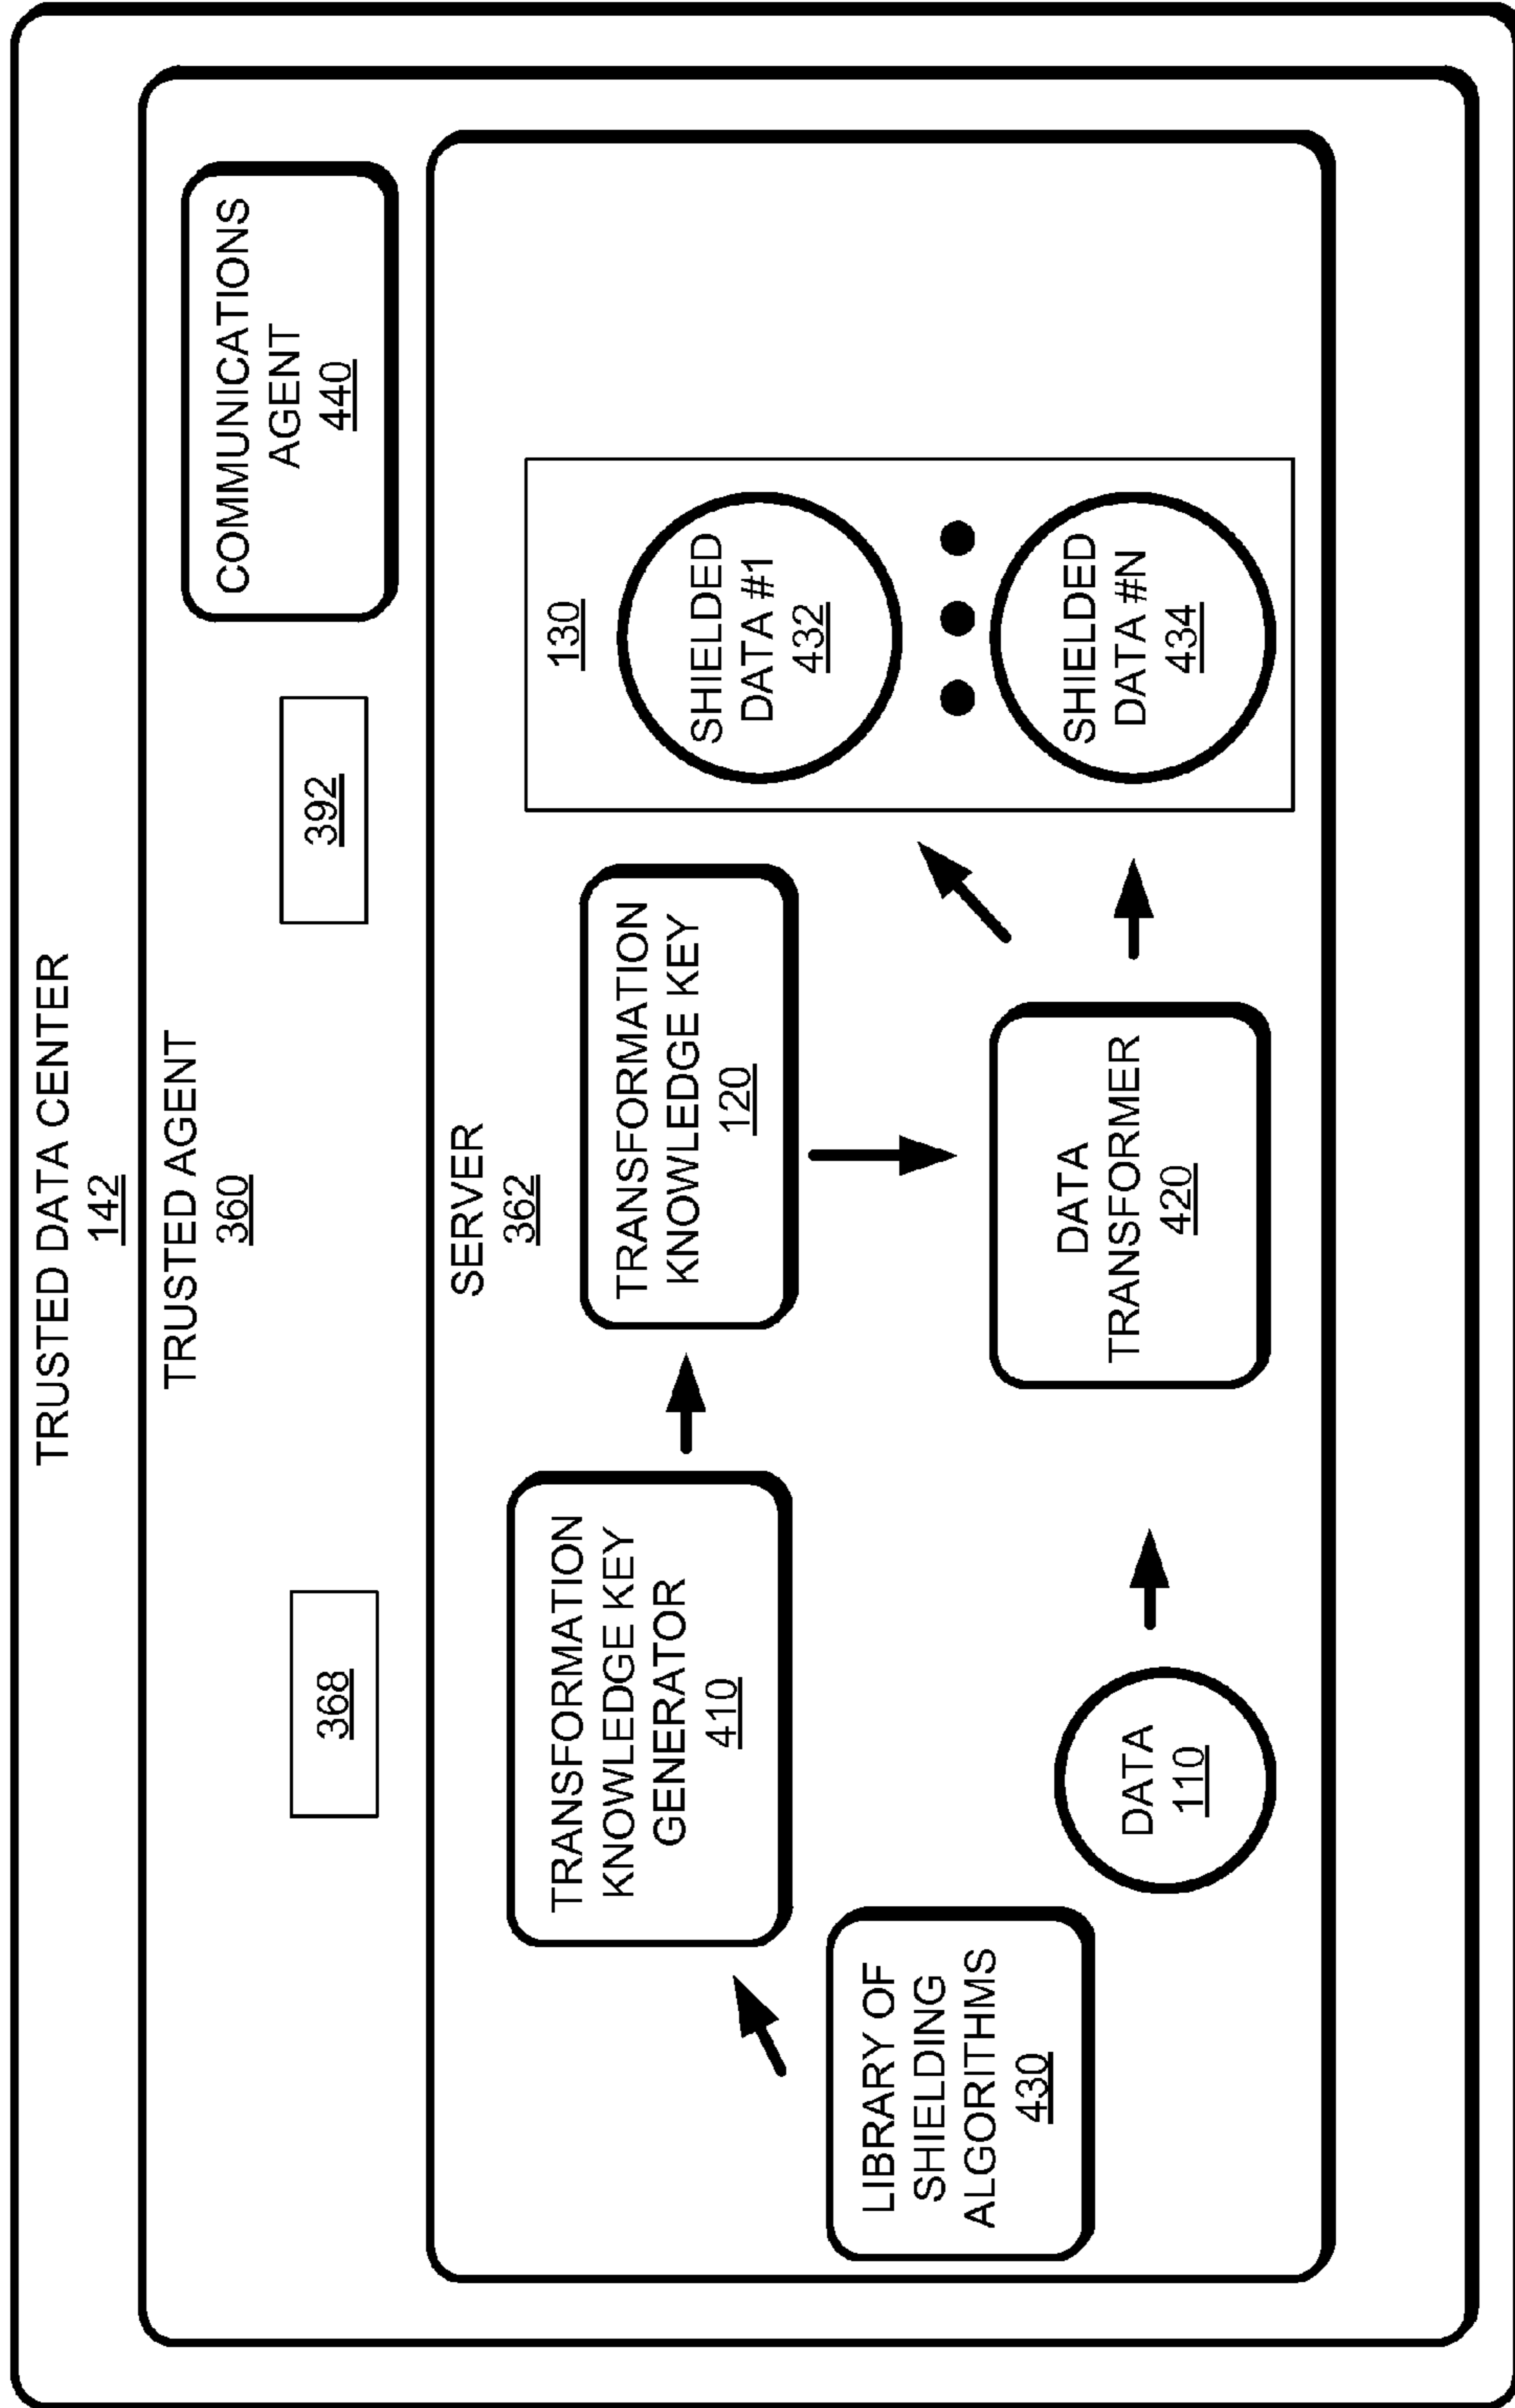 TRUSTED DATA CENTER
142
TRUSTED AGENT
360
368
392
COMMUNICATIONS
AGENT
440
SERVER
362
TRANSFORMATION
KNOWLEDGE KEY
GENERATOR
410
TRANSFORMATION
KNOWLEDGE KEY
120
130
SHIELDED
DATA #1
432
SHIELDED
DATA #N
434
LIBRARY OF
SHIELDING
ALGORITHMS
430
DATA
110
DATA
TRANSFORMER
420